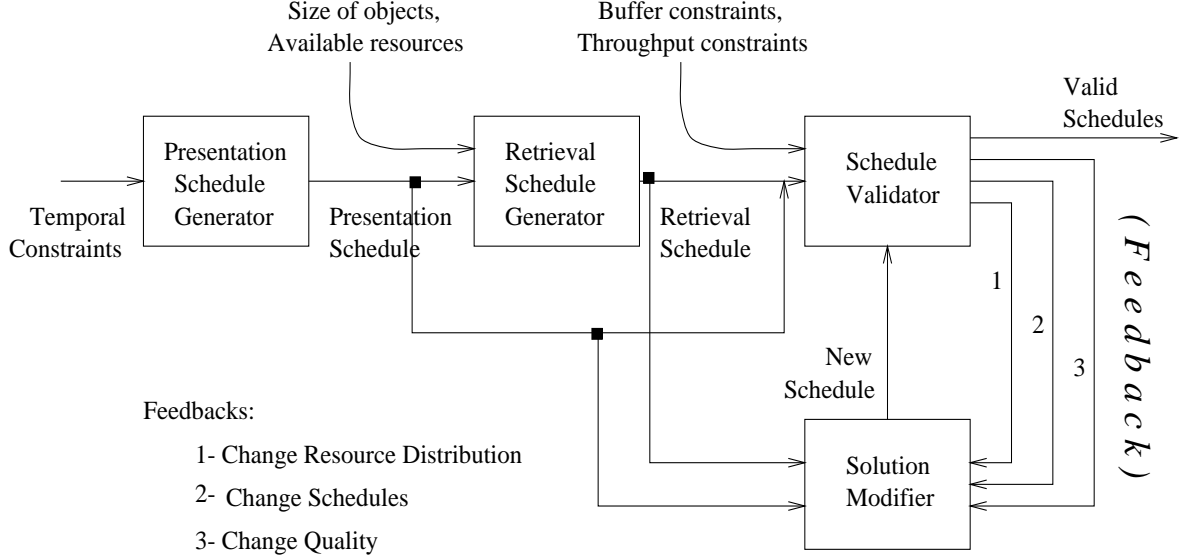 Size of objects,
Available resources
Buffer constraints,
Throughput constraints
Valid
Schedules
Presentation
Schedule
Generator
Retrieval
Schedule
Generator
Schedule
Validator
Temporal
Constraints
Presentation
Schedule
Retrieval
Schedule
1
2
3
(Feedback)
New
Schedule
Solution
Modifier
Feedbacks:
1- Change Resource Distribution
2- Change Schedules
3- Change Quality